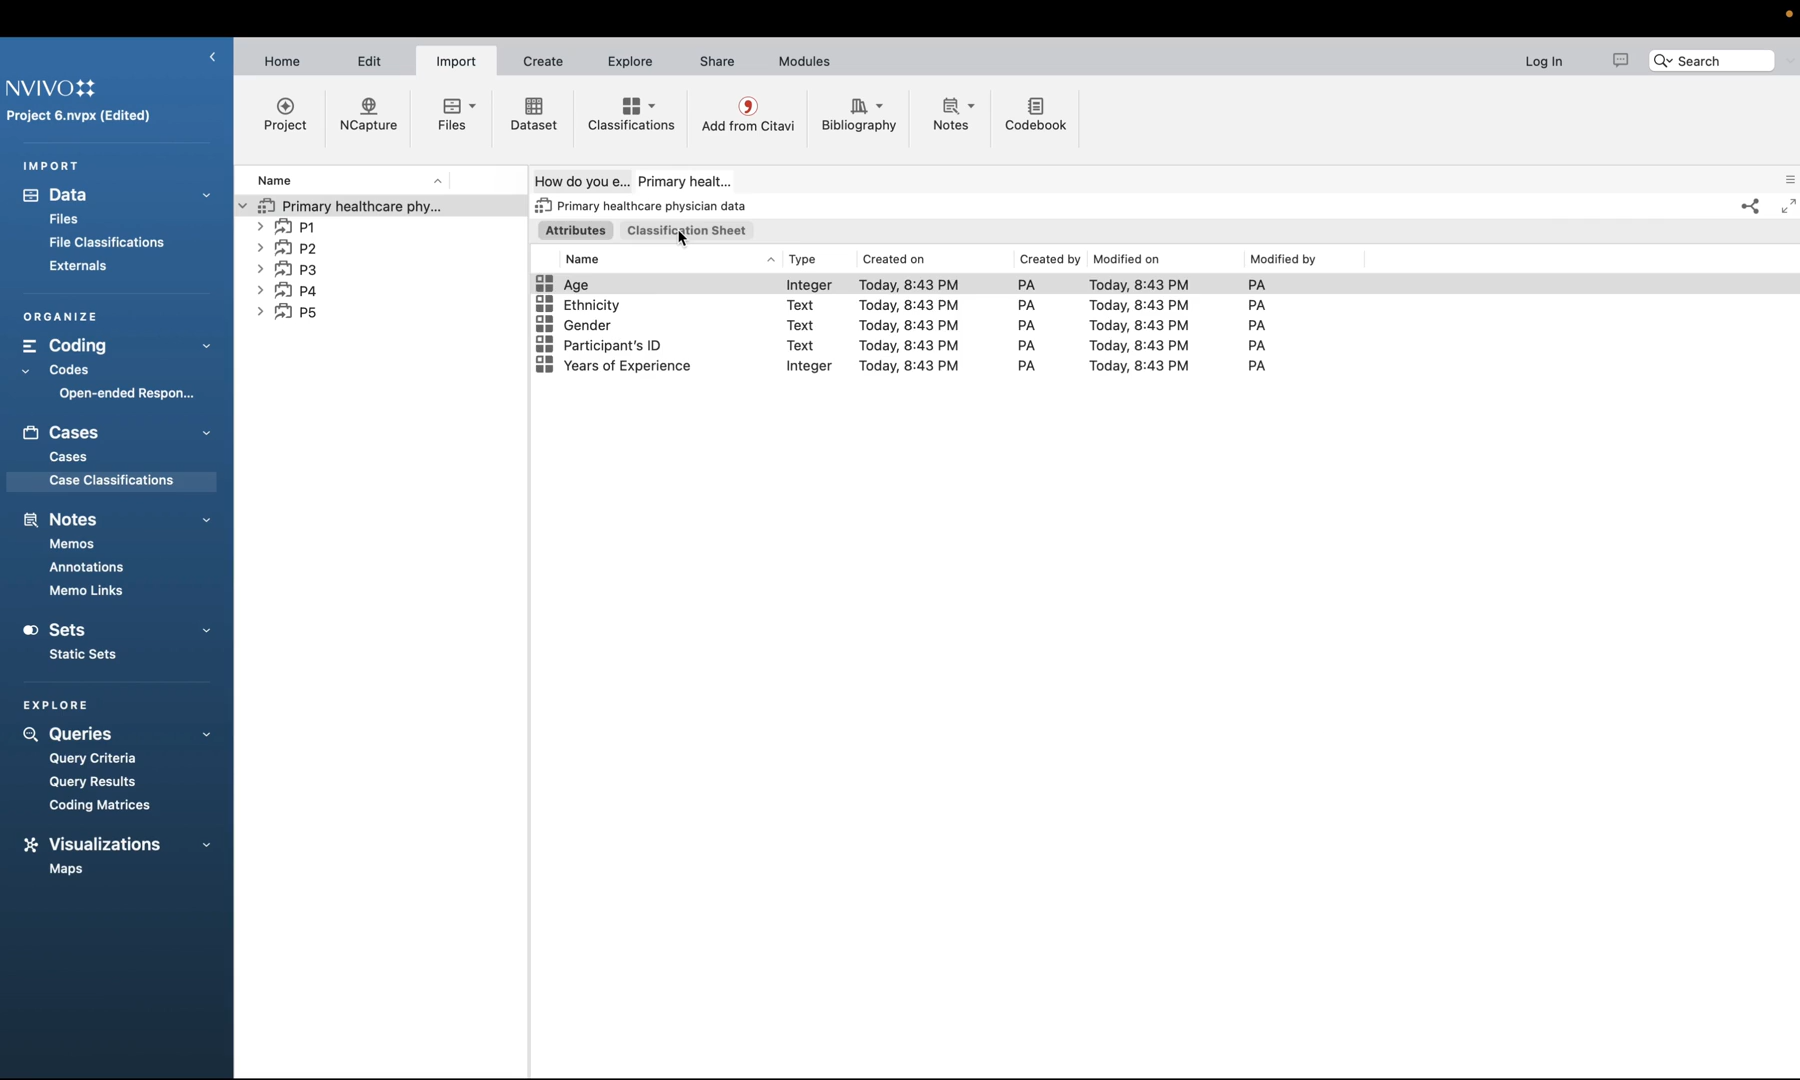 NVIVO
Project 6.nvpx (Edited)
IMPORT
Data
Files
File Classifications
Externals
ORGANIZE
Coding
Codes
Open-ended Respon...
Cases
Cases
Case Classifications
Notes
Memos
Annotations
Memo Links
Sets
Static Sets
EXPLORE
Queries
Query Criteria
Query Results
Coding Matrices
Visualizations
Maps
Home Edit Import Create Explore Share Modules Log In Search
Project NCapture Files Dataset Classifications Add from Citavi Bibliography Notes Codebook
Name
Primary healthcare phy...
P1
P2
P3
P4
P5
How do you e... Primary healt...
Primary healthcare physician data
Attributes Classification Sheet
Name Type Created on Created by Modified on Modified by
Age Integer Today, 8:43 PM PA Today, 8:43 PM PA
Ethnicity Text Today, 8:43 PM PA Today, 8:43 PM PA
Gender Text Today, 8:43 PM PA Today, 8:43 PM PA
Participant's ID Text Today, 8:43 PM PA Today, 8:43 PM PA
Years of Experience Integer Today, 8:43 PM PA Today, 8:43 PM PA